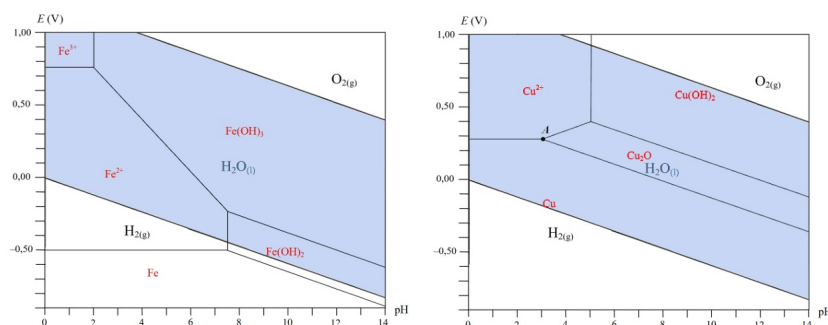 E (V)
1,00
0,50
0,00
–0,50
Fe³⁺
O₂(g)
Fe(OH)₃
H₂O(l)
Fe²⁺
H₂(g)
Fe(OH)₂
Fe
0 2 4 6 8 10 12 14
pH
E (V)
1,00
0,50
0,00
–0,50
Cu²⁺
O₂(g)
Cu(OH)₂
A
Cu₂O
H₂O(l)
Cu
H₂(g)
0 2 4 6 8 10 12 14
pH